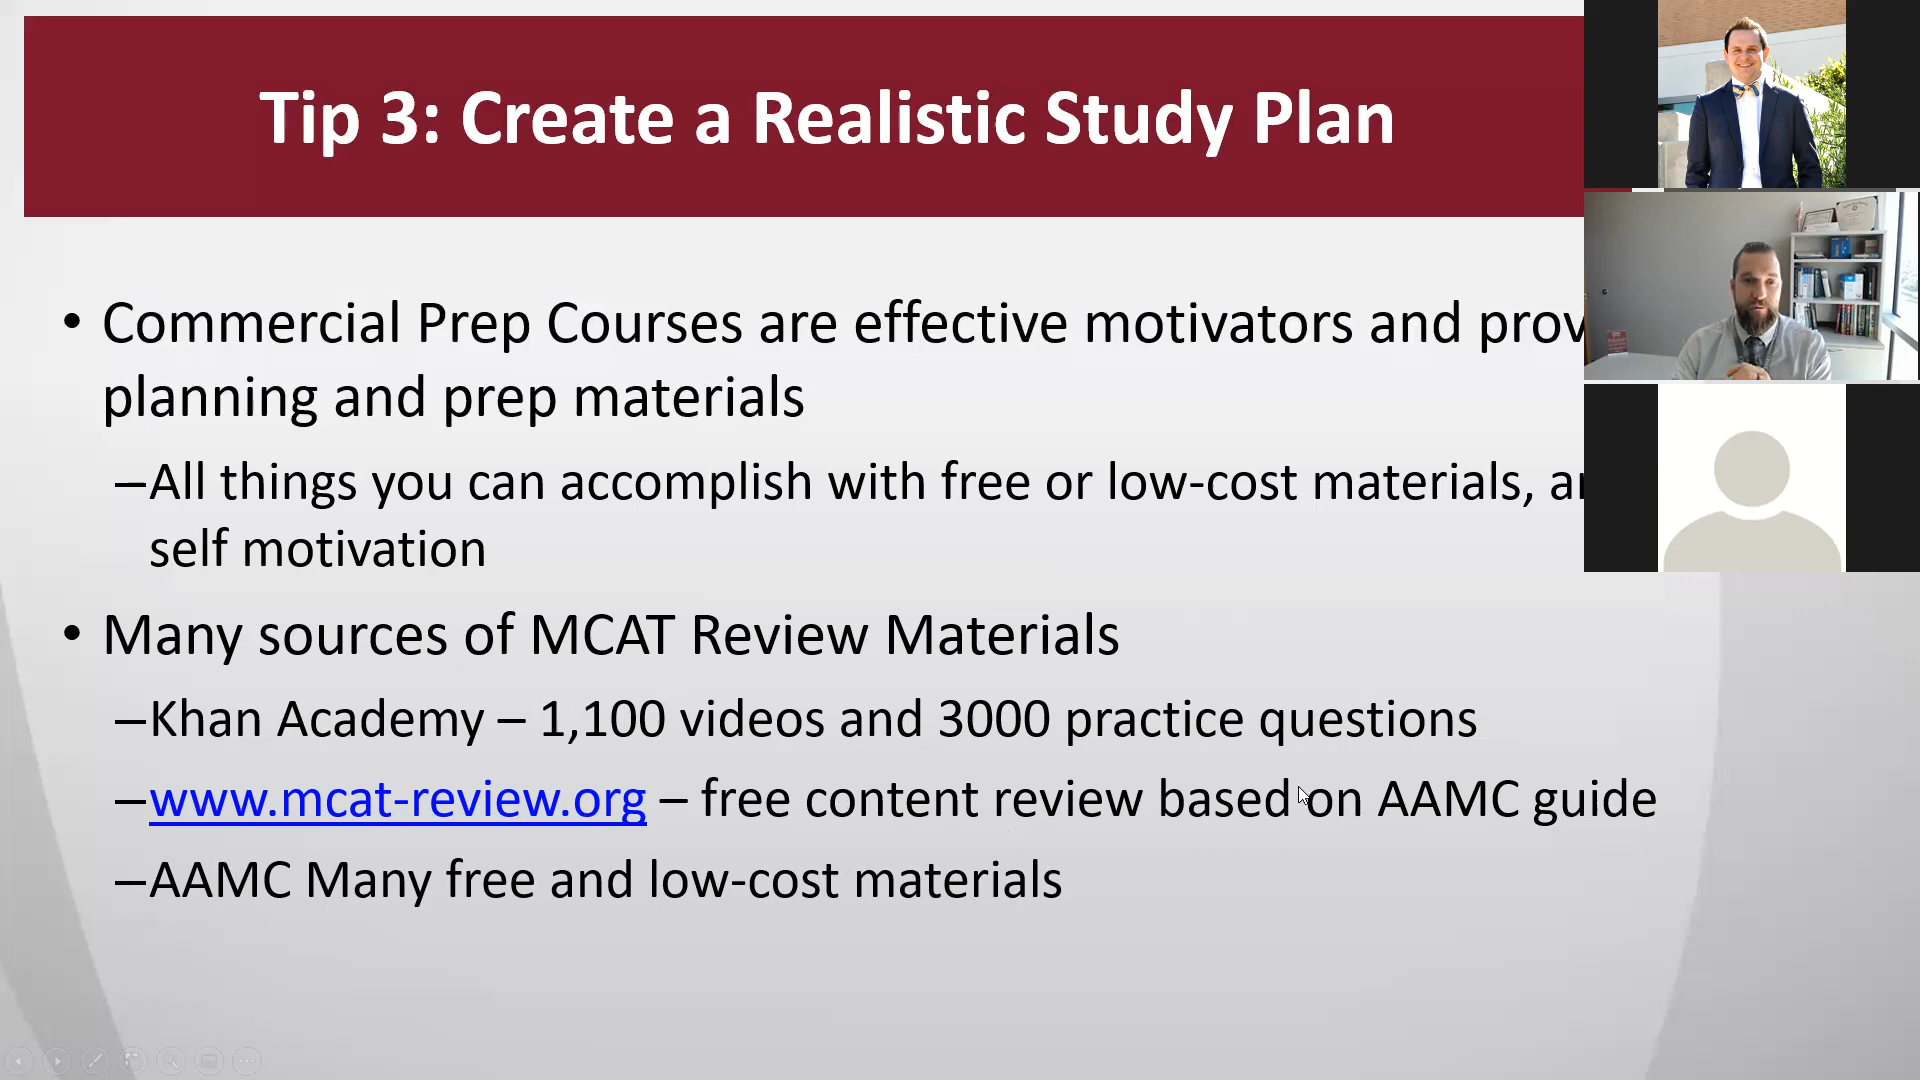 Tip 3: Create a Realistic Study Plan
• Commercial Prep Courses are effective motivators and
planning and prep materials
–All things you can accomplish with free or low-cost materials,
self motivation
• Many sources of MCAT Review Materials
–Khan Academy – 1,100 videos and 3000 practice questions
–www.mcat-review.org – free content review based on AAMC guide
–AAMC Many free and low-cost materials